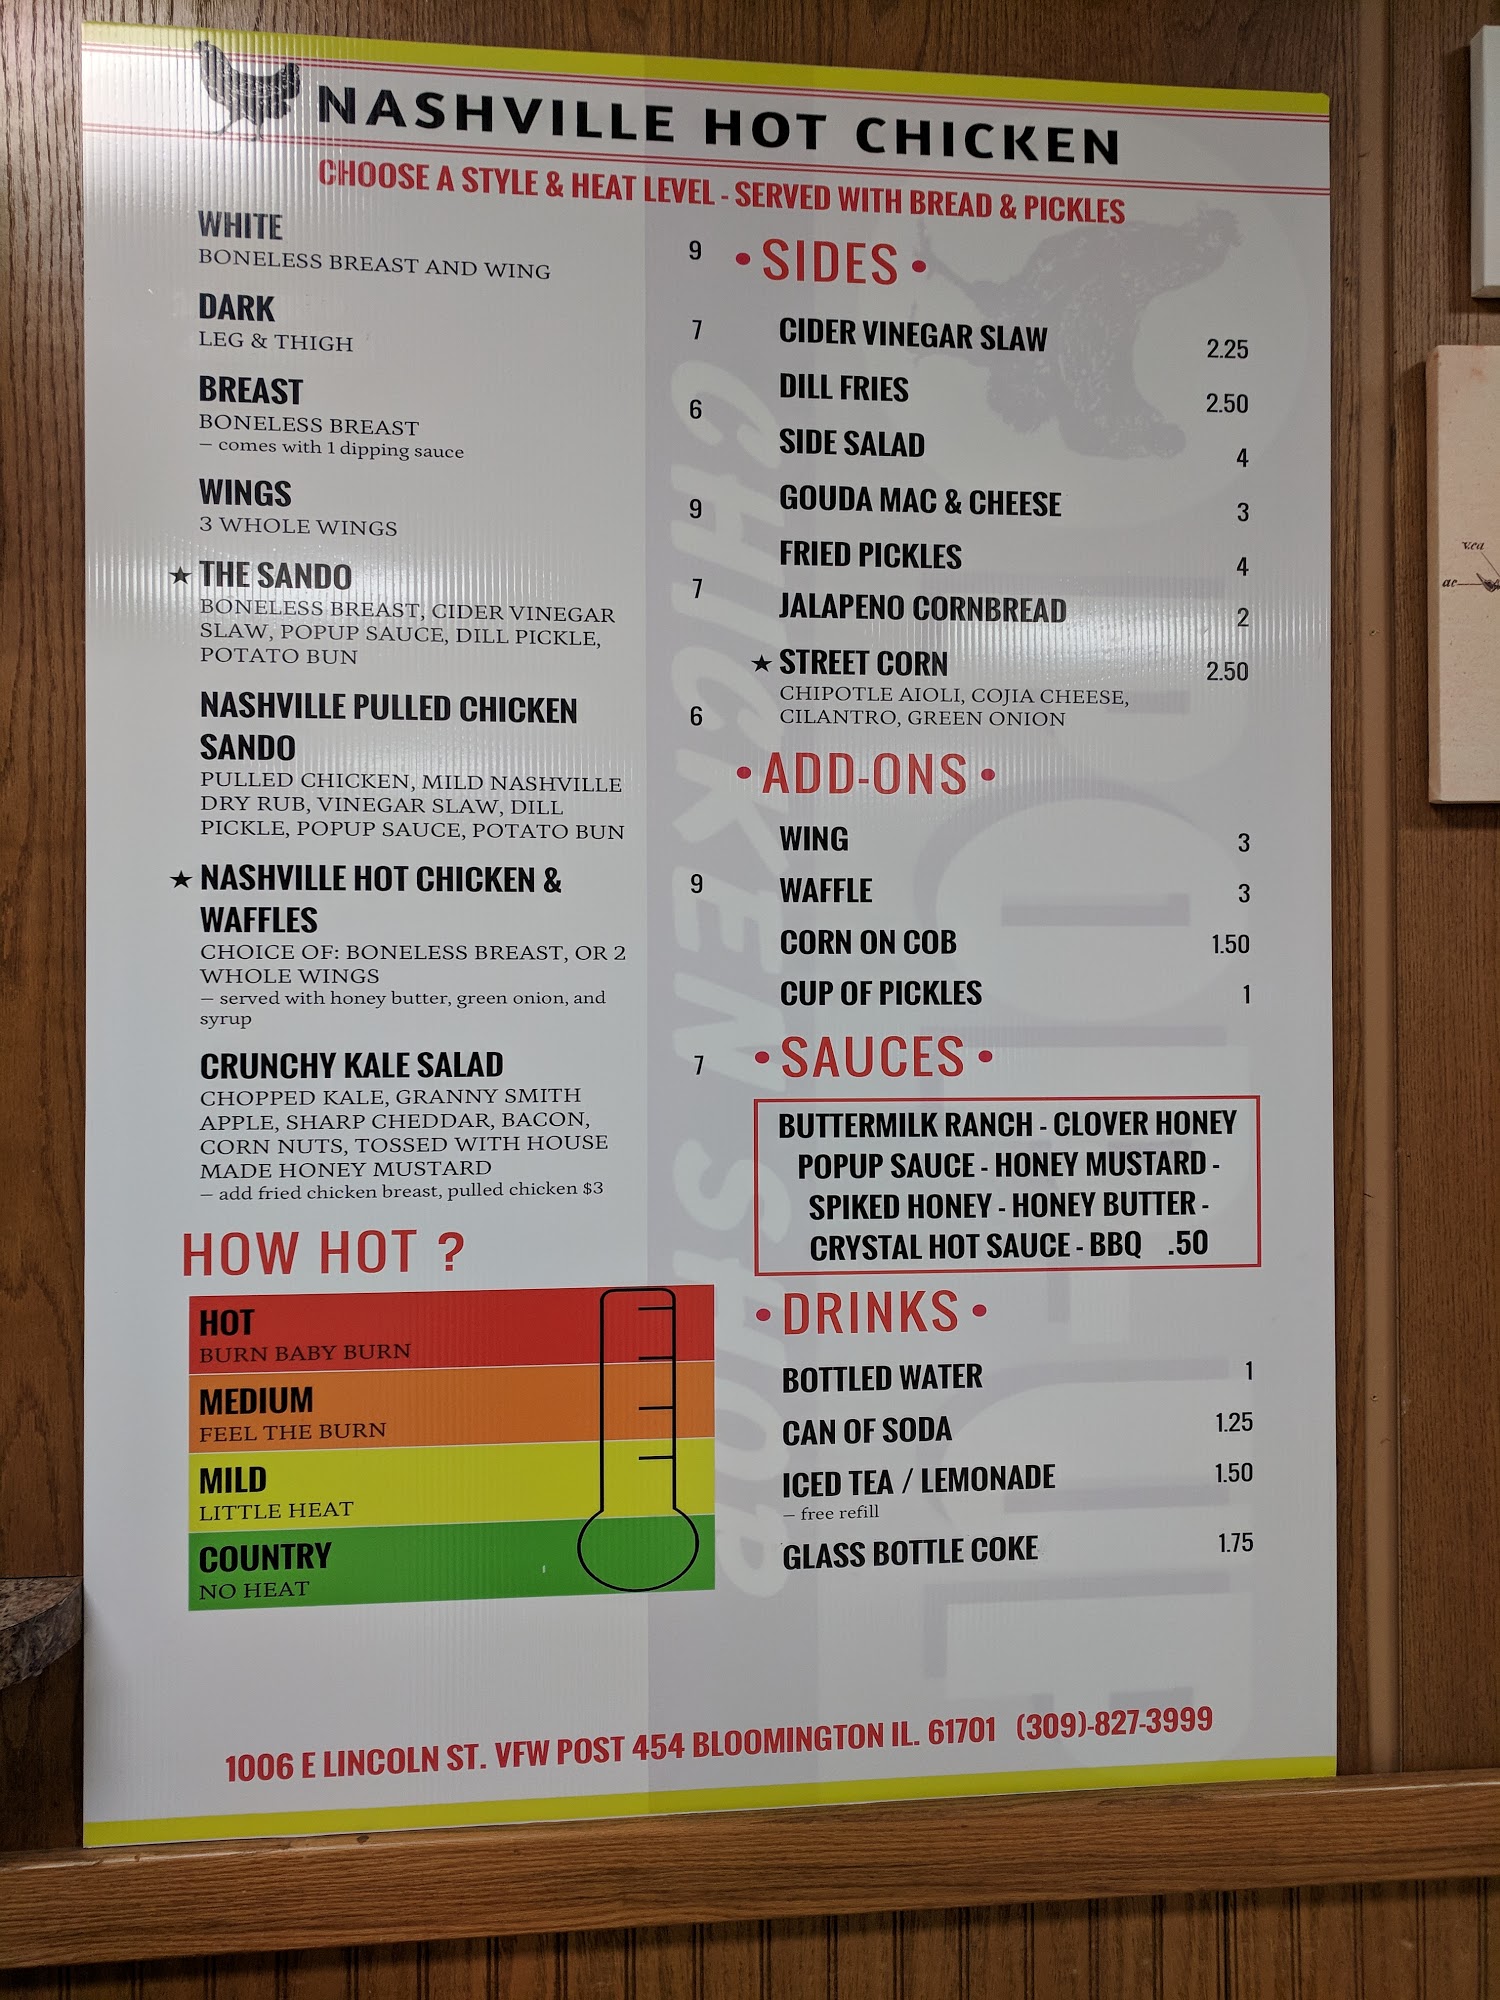 NASHVILLE HOT CHICKEN
CHOOSE A STYLE & HEAT LEVEL - SERVED WITH BREAD & PICKLES
WHITE 9
BONELESS BREAST AND WING
DARK 7
LEG & THIGH
BREAST 6
BONELESS BREAST
– comes with 1 dipping sauce
WINGS 9
3 WHOLE WINGS
★ THE SANDO 7
BONELESS BREAST, CIDER VINEGAR
SLAW, POPUP SAUCE, DILL PICKLE,
POTATO BUN
NASHVILLE PULLED CHICKEN 6
SANDO
PULLED CHICKEN, MILD NASHVILLE
DRY RUB, VINEGAR SLAW, DILL
PICKLE, POPUP SAUCE, POTATO BUN
★ NASHVILLE HOT CHICKEN & 9
WAFFLES
CHOICE OF: BONELESS BREAST, OR 2
WHOLE WINGS
– served with honey butter, green onion, and
syrup
CRUNCHY KALE SALAD 7
CHOPPED KALE, GRANNY SMITH
APPLE, SHARP CHEDDAR, BACON,
CORN NUTS, TOSSED WITH HOUSE
MADE HONEY MUSTARD
– add fried chicken breast, pulled chicken $3
HOW HOT ?
HOT
BURN BABY BURN
MEDIUM
FEEL THE BURN
MILD
LITTLE HEAT
COUNTRY
NO HEAT
• SIDES •
CIDER VINEGAR SLAW 2.25
DILL FRIES 2.50
SIDE SALAD 4
GOUDA MAC & CHEESE 3
FRIED PICKLES 4
JALAPENO CORNBREAD 2
★ STREET CORN 2.50
CHIPOTLE AIOLI, COJIA CHEESE,
CILANTRO, GREEN ONION
• ADD-ONS •
WING 3
WAFFLE 3
CORN ON COB 1.50
CUP OF PICKLES 1
• SAUCES •
BUTTERMILK RANCH - CLOVER HONEY
POPUP SAUCE - HONEY MUSTARD -
SPIKED HONEY - HONEY BUTTER -
CRYSTAL HOT SAUCE - BBQ .50
• DRINKS •
BOTTLED WATER 1
CAN OF SODA 1.25
ICED TEA / LEMONADE 1.50
– free refill
GLASS BOTTLE COKE 1.75
CHICKEN SHOP
1006 E LINCOLN ST. VFW POST 454 BLOOMINGTON IL. 61701 (309)-827-3999